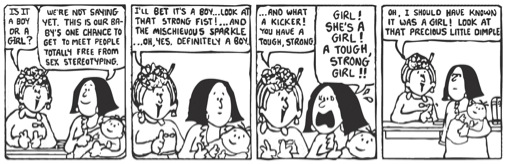 IS IT
A BOY
OR A
GIRL?
WE'RE NOT SAYING
YET. THIS IS OUR BA-
BY'S ONE CHANCE TO
GET TO MEET PEOPLE
TOTALLY FREE FROM
SEX STEREOTYPING.
I'LL BET IT'S A BOY...LOOK AT
THAT STRONG FIST!...AND
THE MISCHIEVOUS SPARKLE
...OH, YES, DEFINITELY A BOY.
...AND WHAT
A KICKER!
YOU HAVE A
TOUGH, STRONG
GIRL!
SHE'S A
GIRL!
A TOUGH,
STRONG
GIRL!!
OH, I SHOULD HAVE KNOWN
IT WAS A GIRL! LOOK AT
THAT PRECIOUS LITTLE DIMPLE